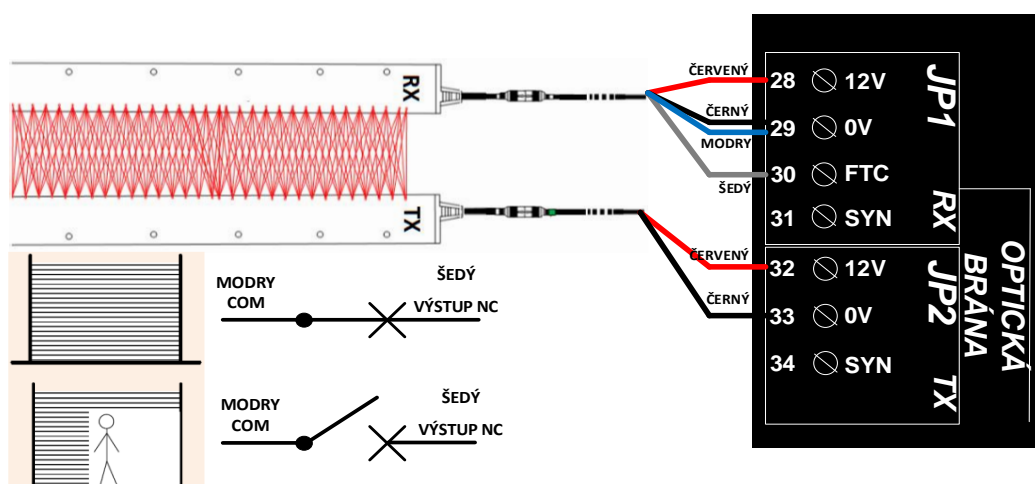 RX
TX
ČERVENÝ
ČERNÝ
MODRY
ŠEDÝ
ČERVENÝ
ČERNÝ
28 12V
29 0V
30 FTC
31 SYN
JP1
RX
32 12V
33 0V
34 SYN
JP2
TX
OPTICKÁ
BRÁNA
MODRY
COM
ŠEDÝ
VÝSTUP NC
MODRY
COM
ŠEDÝ
VÝSTUP NC